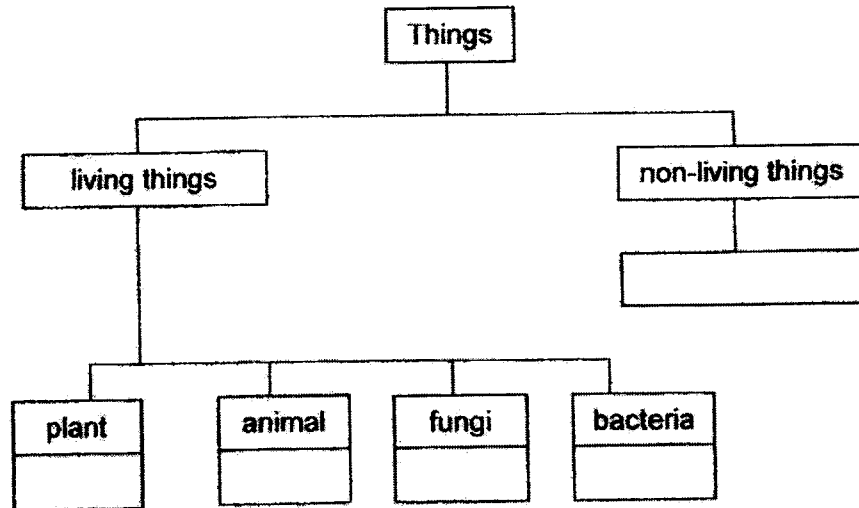 Things
living things
non-living things
plant
animal
fungi
bacteria